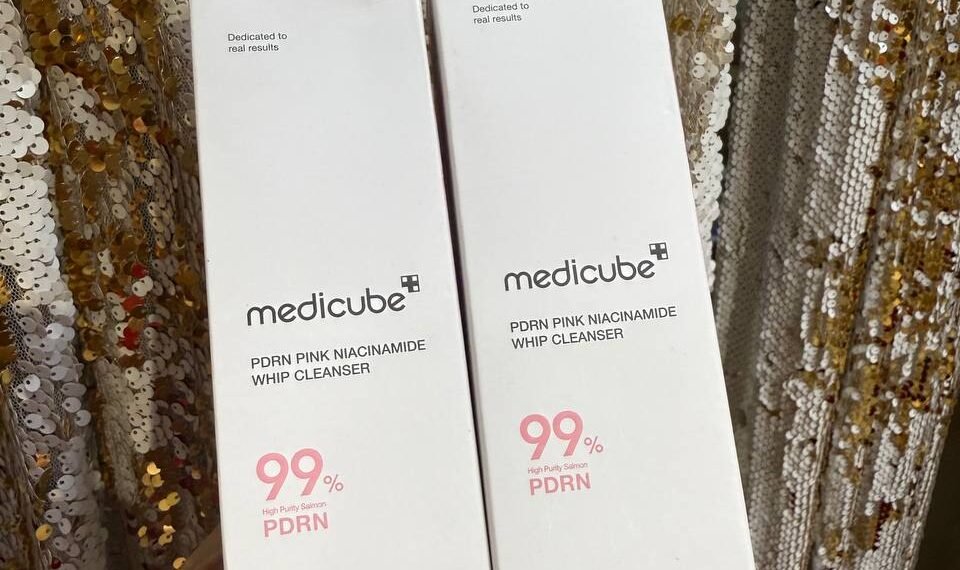 Dedicated to
real results
medicube
PDRN PINK NIACINAMIDE
WHIP CLEANSER
99%
High Purity Salmon
PDRN
Dedicated to
real results
medicube
PDRN PINK NIACINAMIDE
WHIP CLEANSER
99%
High Purity Salmon
PDRN